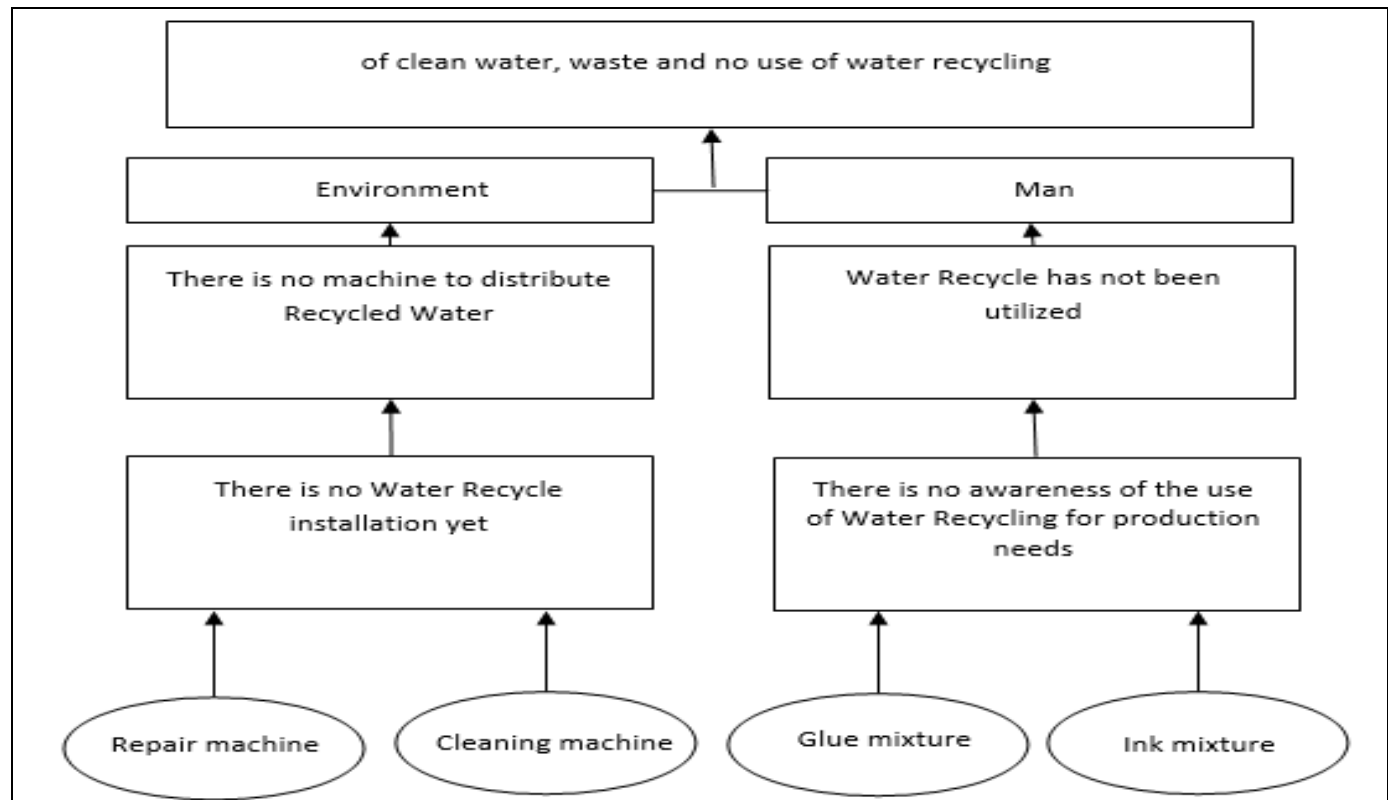 of clean water, waste and no use of water recycling
Environment
Man
There is no machine to distribute
Recycled Water
Water Recycle has not been
utilized
There is no Water Recycle
installation yet
There is no awareness of the use
of Water Recycling for production
needs
Repair machine
Cleaning machine
Glue mixture
Ink mixture